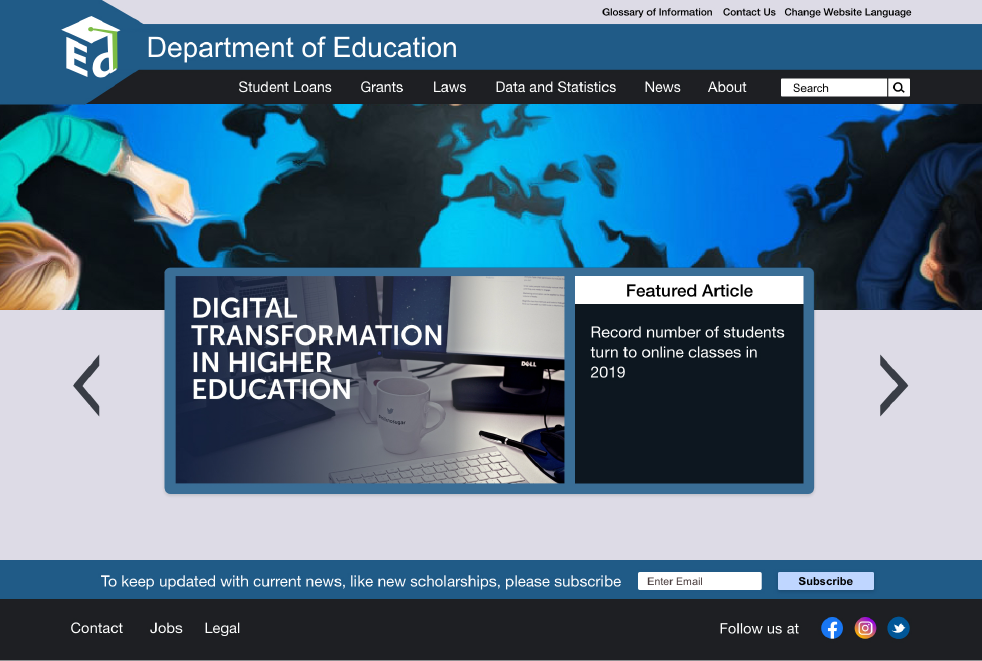 Glossary of Information Contact Us Change Website Language
Ed
Department of Education
Student Loans Grants Laws Data and Statistics News About Search
DIGITAL
TRANSFORMATION
IN HIGHER
EDUCATION
DELL
Featured Article
Record number of students
turn to online classes in
2019
To keep updated with current news, like new scholarships, please subscribe Enter Email Subscribe
Contact Jobs Legal Follow us at